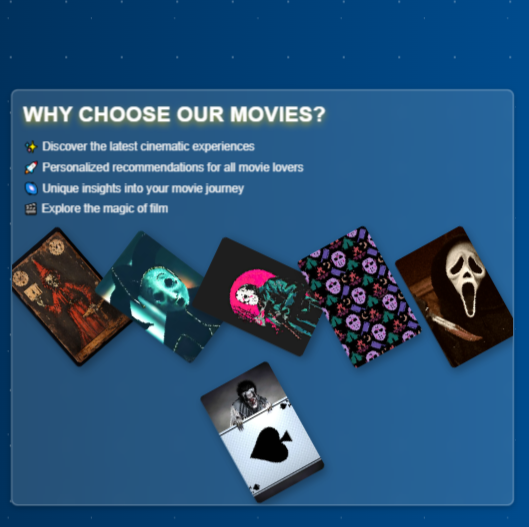 WHY CHOOSE OUR MOVIES?
✨ Discover the latest cinematic experiences
🚀 Personalized recommendations for all movie lovers
🌀 Unique insights into your movie journey
🎬 Explore the magic of film